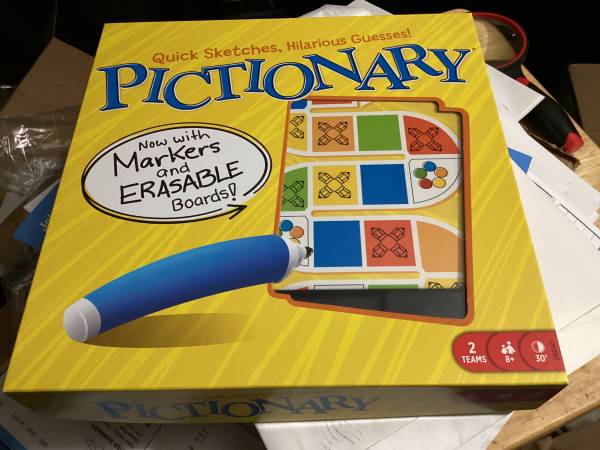 Quick Sketches, Hilarious Guesses!
PICTIONARY
Now with
Markers
and
ERASABLE
Boards!
2
TEAMS
8+
30'
PICTIONARY